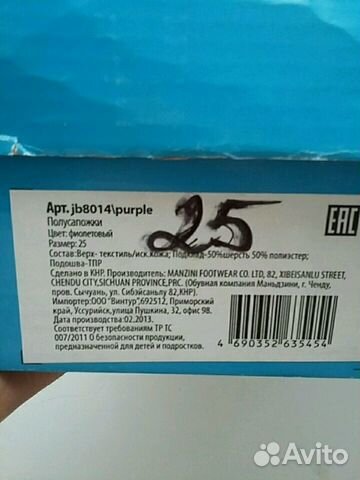 Арт. jb8014\purple
Полусапожки
Цвет: фиолетовый
Размер: 25
25
EAC
Состав:Верх- текстиль/иск.кожа; Подклад-50%шерсть 50% полиэстер;
Подошва-ТПР
Сделано в КНР. Производитель: MANZINI FOOTWEAR CO. LTD, 82, XIBEISANLU STREET,
CHENDU CITY,SICHUAN PROVINCE,PRC. (Обувная компания Маньдзини, г. Ченду,
пров. Сычуань, ул. Сибэйсаньлу 82,КНР).
Импортер:ООО "Винтур",692512, Приморский
край, Уссурийск,улица Пушкина, 32, офис 98.
Дата производства:02.2013.
Соответствует требованиям ТР ТС
007/2011 О безопасности продукции,
предназначенной для детей и подростков.
4 690352 635454
Avito